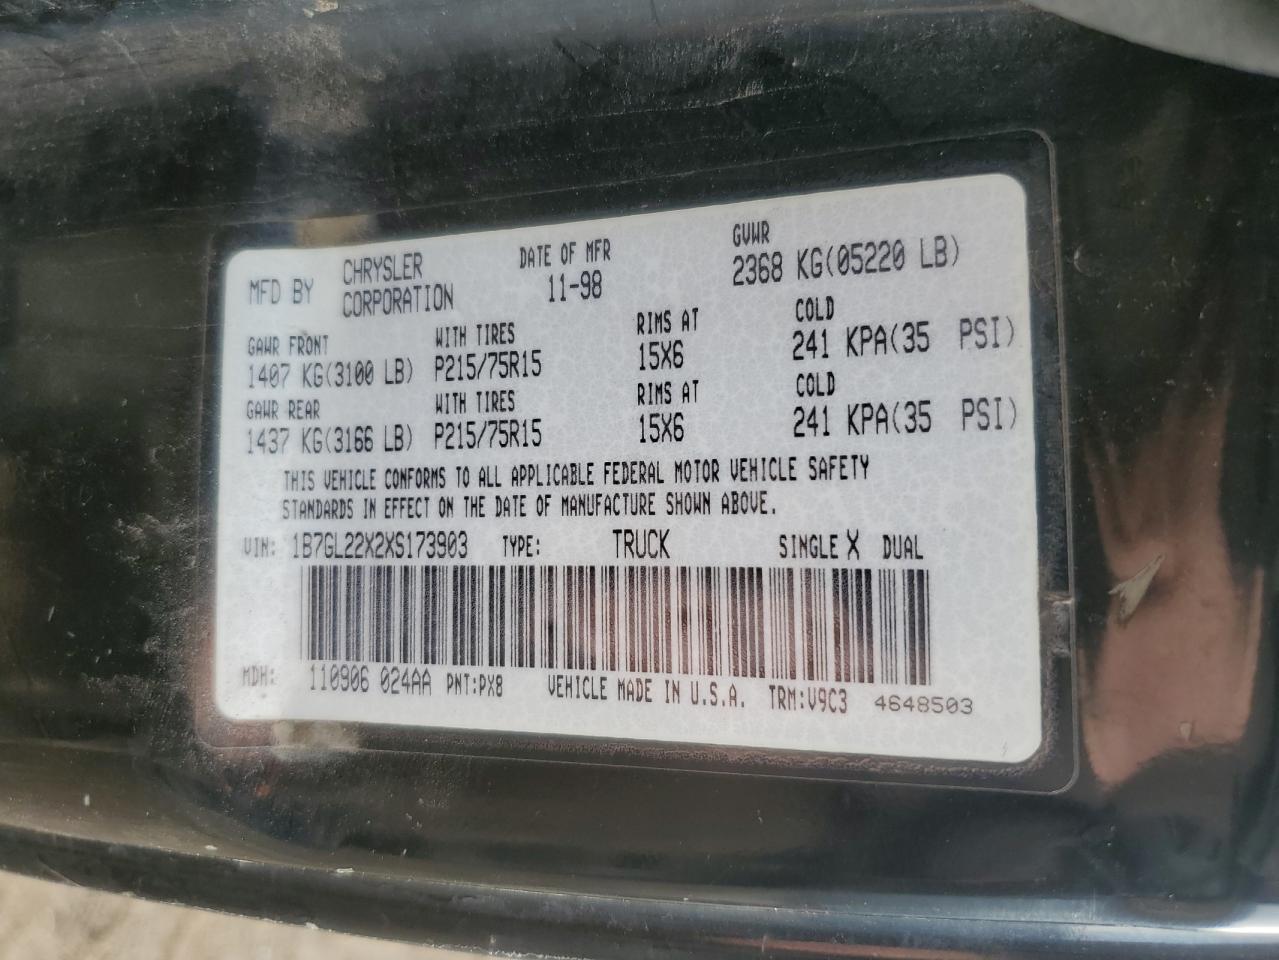 MFD BY CHRYSLER CORPORATION DATE OF MFR 11-98 GVWR 2368 KG(05220 LB)
GAWR FRONT WITH TIRES RIMS AT COLD
1407 KG(3100 LB) P215/75R15 15X6 241 KPA(35 PSI)
GAWR REAR WITH TIRES RIMS AT COLD
1437 KG(3166 LB) P215/75R15 15X6 241 KPA(35 PSI)
THIS VEHICLE CONFORMS TO ALL APPLICABLE FEDERAL MOTOR VEHICLE SAFETY
STANDARDS IN EFFECT ON THE DATE OF MANUFACTURE SHOWN ABOVE.
VIN: 1B7GL22X2XS173903 TYPE: TRUCK SINGLE X DUAL
MDH: 110906 024AA PNT:PX8 VEHICLE MADE IN U.S.A. TRM:V9C3 4648503